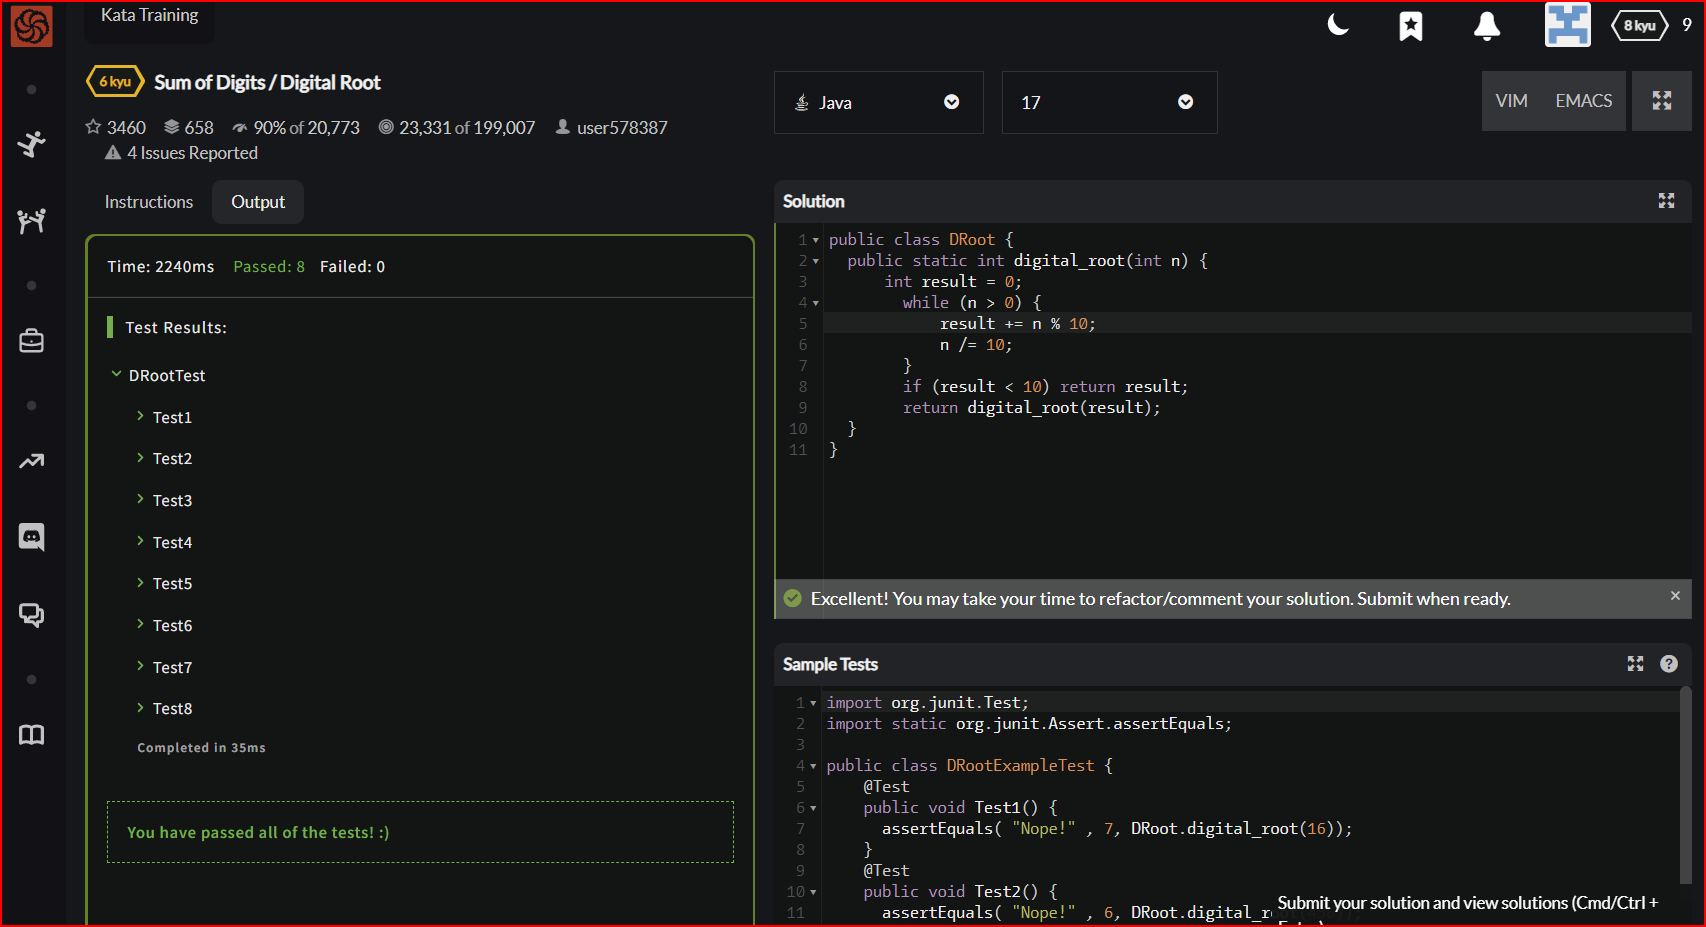 Kata Training
8 kyu
9
6 kyu
Sum of Digits / Digital Root
3460 658 90% of 20,773 23,331 of 199,007 user578387
4 Issues Reported
Java
17
VIM EMACS
Instructions
Output
Time: 2240ms Passed: 8 Failed: 0
Test Results:
DRootTest
Test1
Test2
Test3
Test4
Test5
Test6
Test7
Test8
Completed in 35ms
You have passed all of the tests! :)
Solution
1 public class DRoot {
2 public static int digital_root(int n) {
3 int result = 0;
4 while (n > 0) {
5 result += n % 10;
6 n /= 10;
7 }
8 if (result < 10) return result;
9 return digital_root(result);
10 }
11 }
Excellent! You may take your time to refactor/comment your solution. Submit when ready.
Sample Tests
1 import org.junit.Test;
2 import static org.junit.Assert.assertEquals;
3
4 public class DRootExampleTest {
5 @Test
6 public void Test1() {
7 assertEquals( "Nope!" , 7, DRoot.digital_root(16));
8 }
9 @Test
10 public void Test2() {
11 assertEquals( "Nope!" , 6, DRoot.digital_r
Submit your solution and view solutions (Cmd/Ctrl +